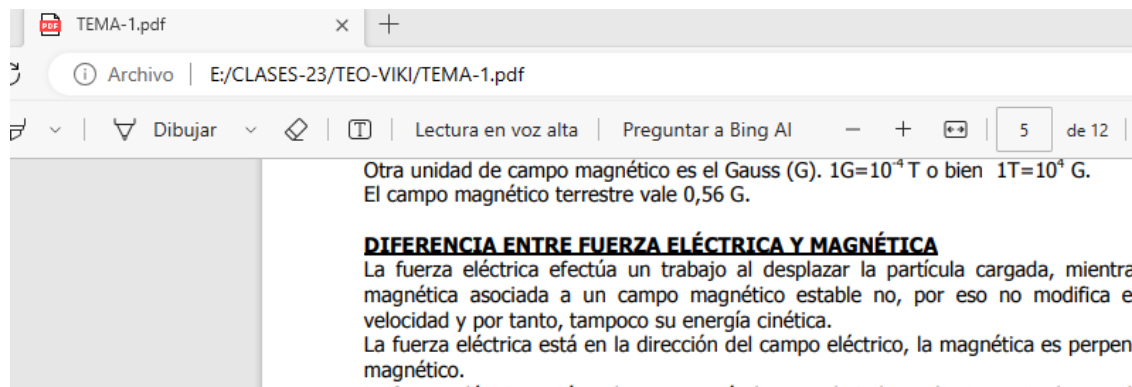 TEMA-1.pdf
Archivo | E:/CLASES-23/TEO-VIKI/TEMA-1.pdf
Dibujar | Lectura en voz alta | Preguntar a Bing AI — + 5 de 12
Otra unidad de campo magnético es el Gauss (G). 1G=10⁻⁴ T o bien 1T=10⁴ G.
El campo magnético terrestre vale 0,56 G.
DIFERENCIA ENTRE FUERZA ELÉCTRICA Y MAGNÉTICA
La fuerza eléctrica efectúa un trabajo al desplazar la partícula cargada, mientra
magnética asociada a un campo magnético estable no, por eso no modifica e
velocidad y por tanto, tampoco su energía cinética.
La fuerza eléctrica está en la dirección del campo eléctrico, la magnética es perpen
magnético.